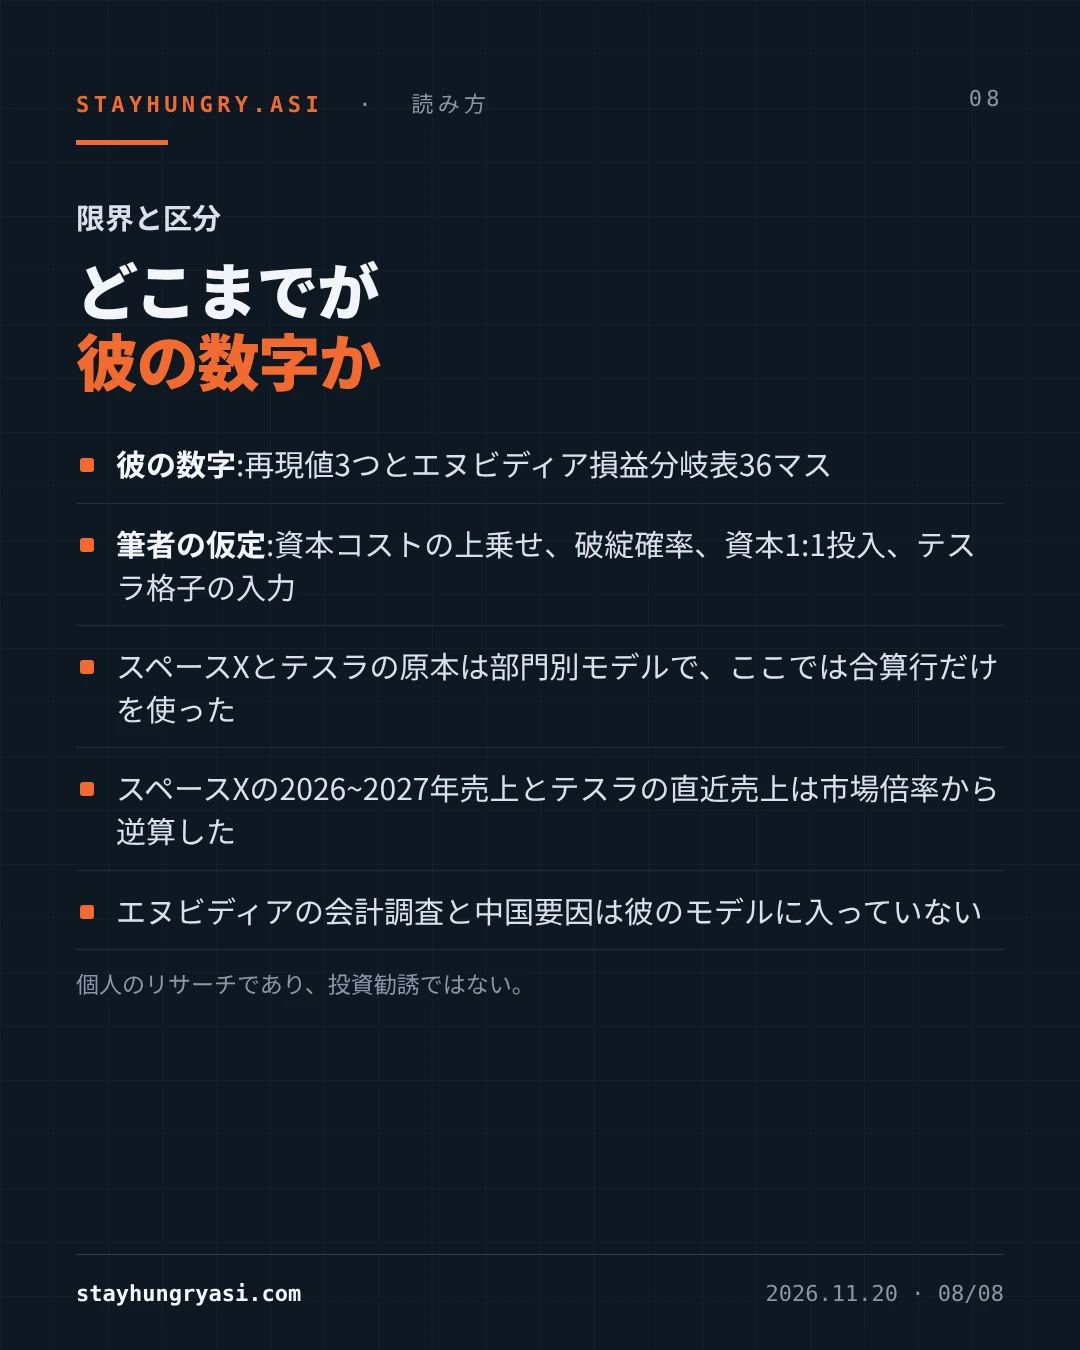 STAYHUNGRY.ASI · 読み方
08
限界と区分
どこまでが
彼の数字か
彼の数字:再現値3つとエヌビディア損益分岐表36マス
筆者の仮定:資本コストの上乗せ、破綻確率、資本1:1投入、テス
ラ格子の入力
スペースXとテスラの原本は部門別モデルで、ここでは合算行だけ
を使った
スペースXの2026~2027年売上とテスラの直近売上は市場倍率から
逆算した
エヌビディアの会計調査と中国要因は彼のモデルに入っていない
個人のリサーチであり、投資勧誘ではない。
stayhungryasi.com
2026.11.20 · 08/08